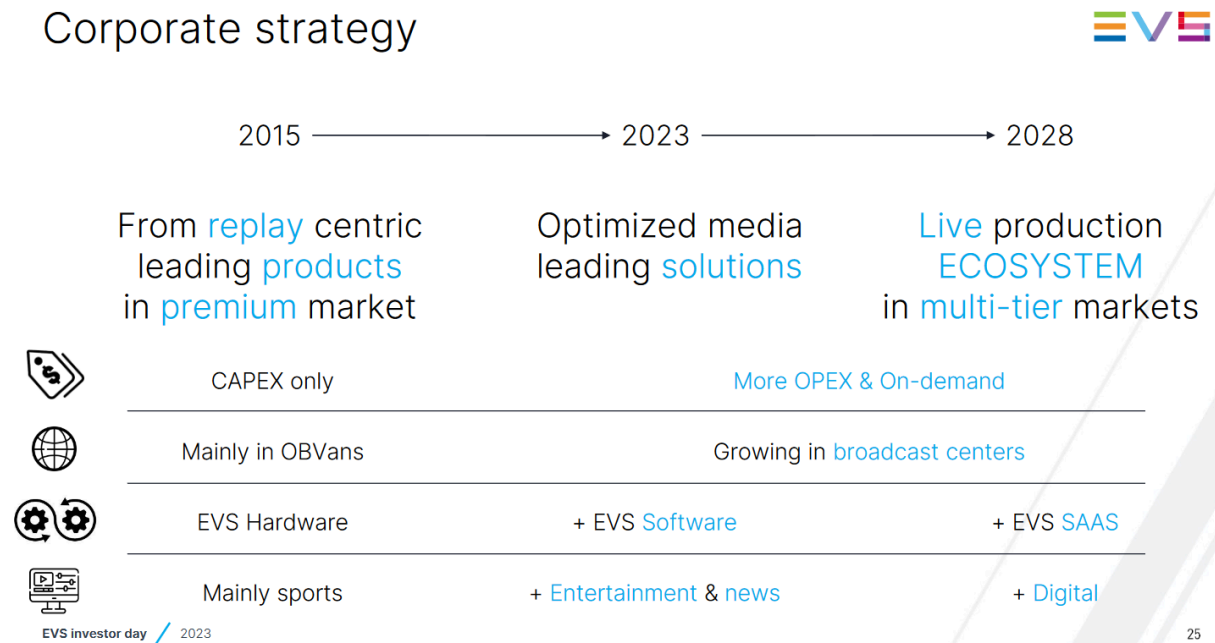 Corporate strategy
EVS
2015
2023
2028
From replay centric
leading products
in premium market
Optimized media
leading solutions
Live production
ECOSYSTEM
in multi-tier markets
$
CAPEX only
More OPEX & On-demand
Mainly in OBVans
Growing in broadcast centers
EVS Hardware
+ EVS Software
+ EVS SAAS
Mainly sports
+ Entertainment & news
+ Digital
EVS investor day 2023
25